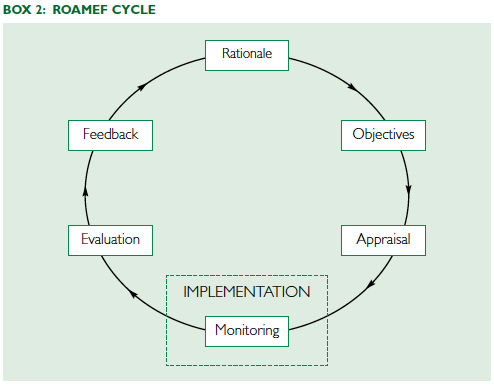 BOX 2: ROAMEF CYCLE
Rationale
Feedback
Objectives
Evaluation
Appraisal
IMPLEMENTATION
Monitoring